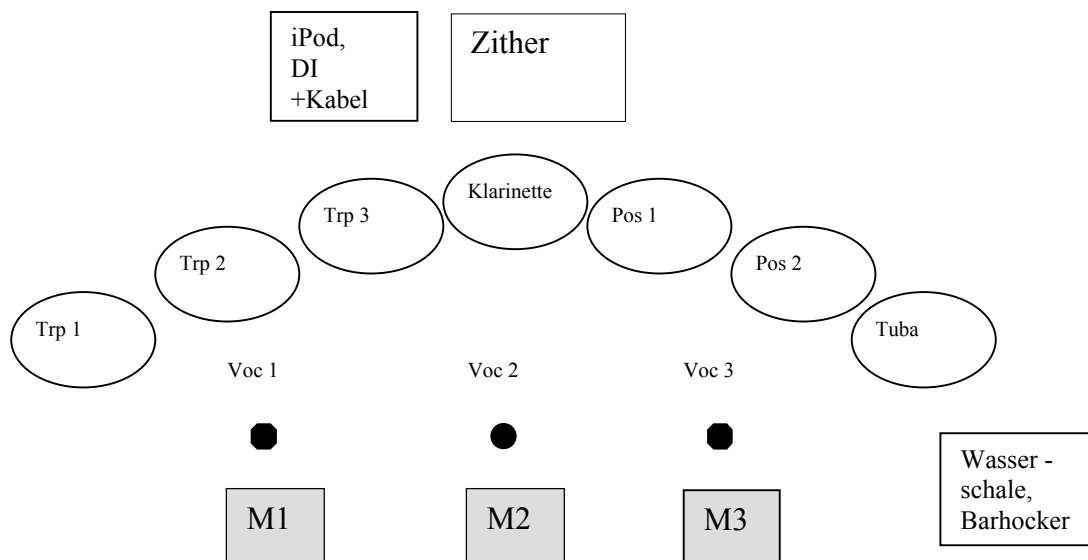 iPod,
DI
+Kabel
Zither
Klarinette
Trp 3
Pos 1
Trp 2
Pos 2
Trp 1
Tuba
Voc 1
Voc 2
Voc 3
Wasser -
schale,
Barhocker
M1
M2
M3